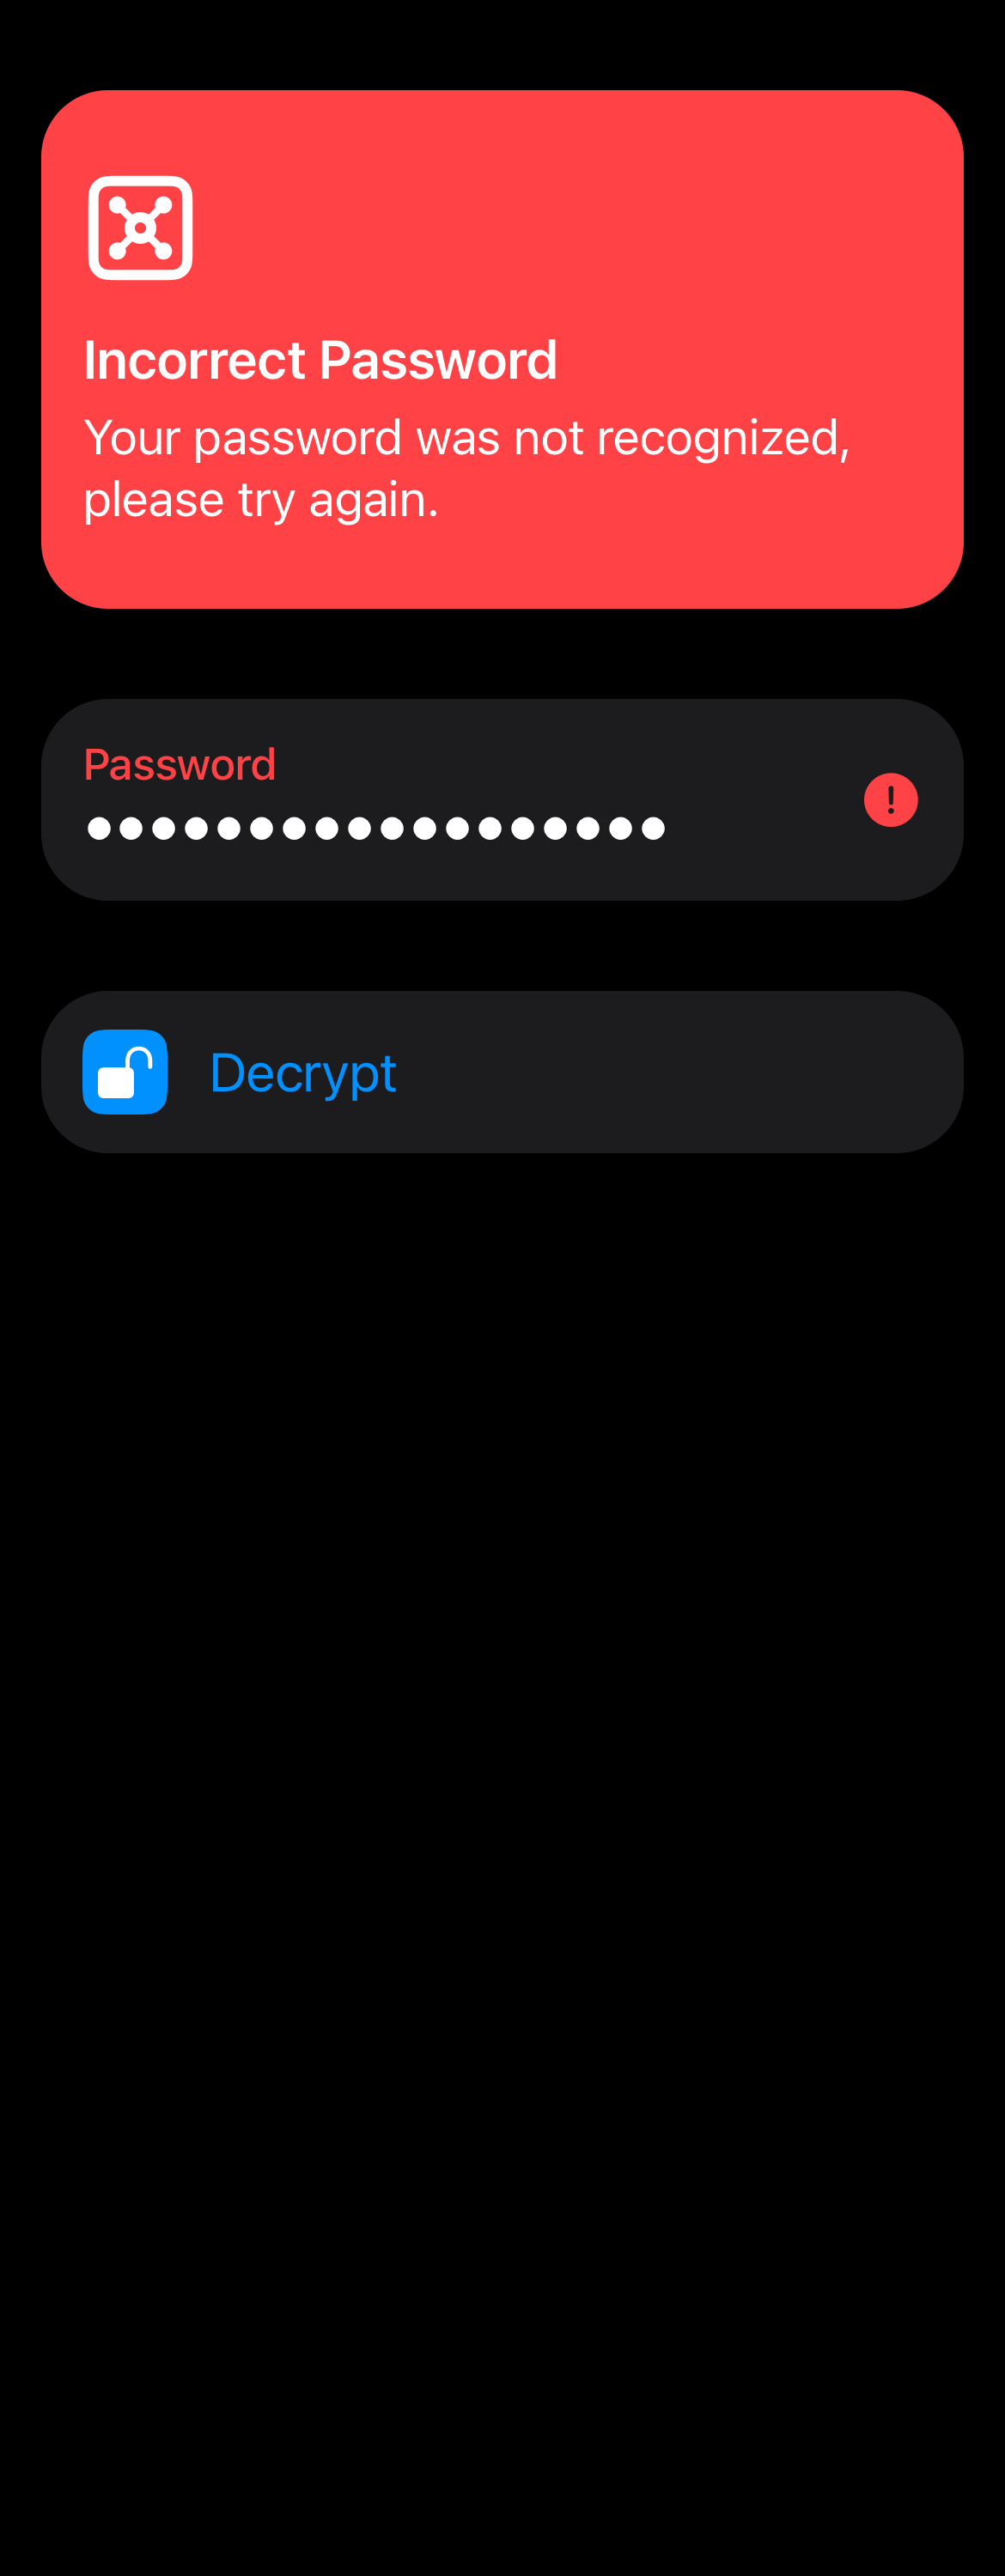 Incorrect Password
Your password was not recognized,
please try again.
Password
●●●●●●●●●●●●●●●●●●
Decrypt